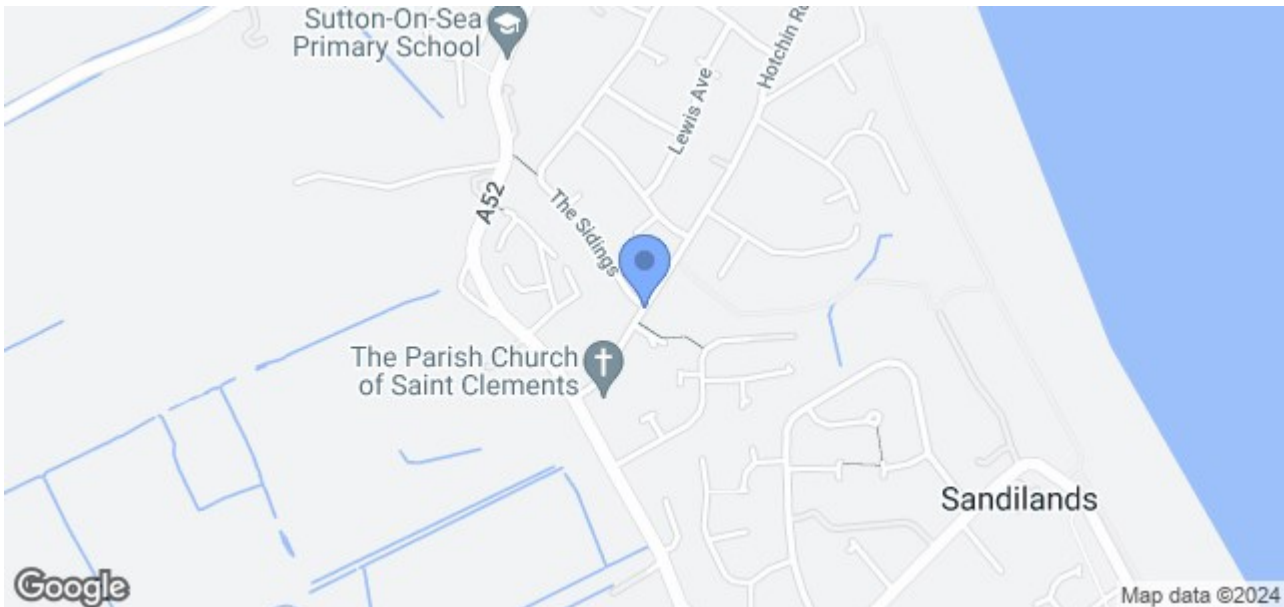 Sutton-On-Sea
Primary School
Lewis Ave
A52
The Sidings
The Parish Church
of Saint Clements
Sandilands
Google
Map data ©2024